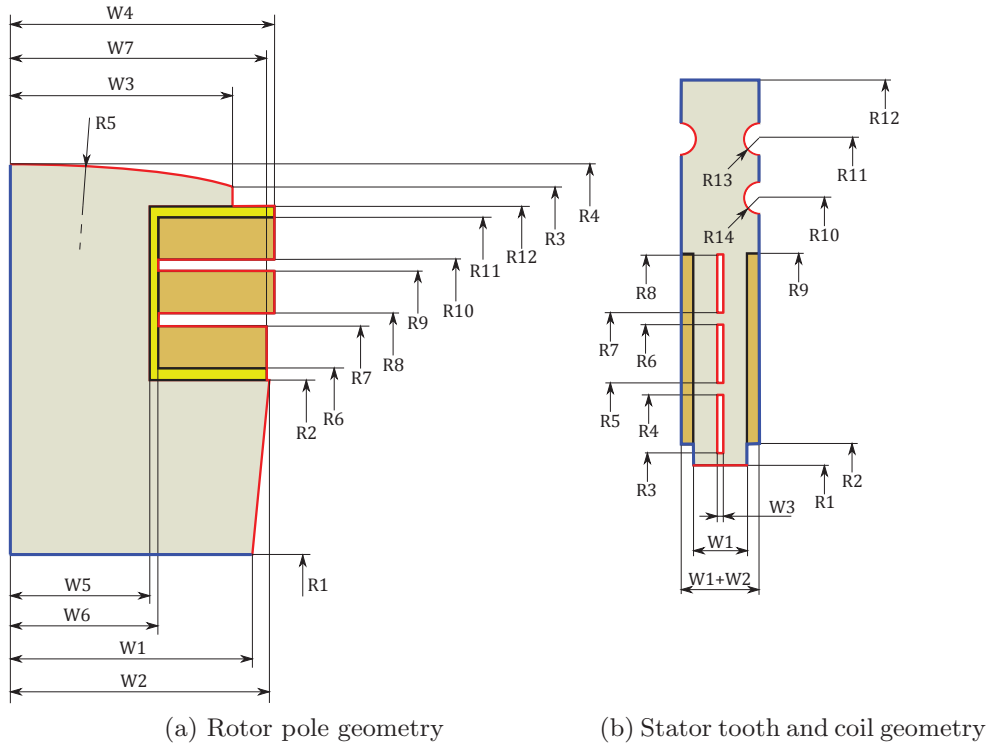 W4
W7
W3
R5
R4
R3
R12
R11
R10
R9
R8
R7
R6
R2
R1
W5
W6
W1
W2
(a) Rotor pole geometry
R12
R13
R11
R14
R10
R8
R9
R7
R6
R5
R4
R3
R2
R1
W3
W1
W1+W2
(b) Stator tooth and coil geometry